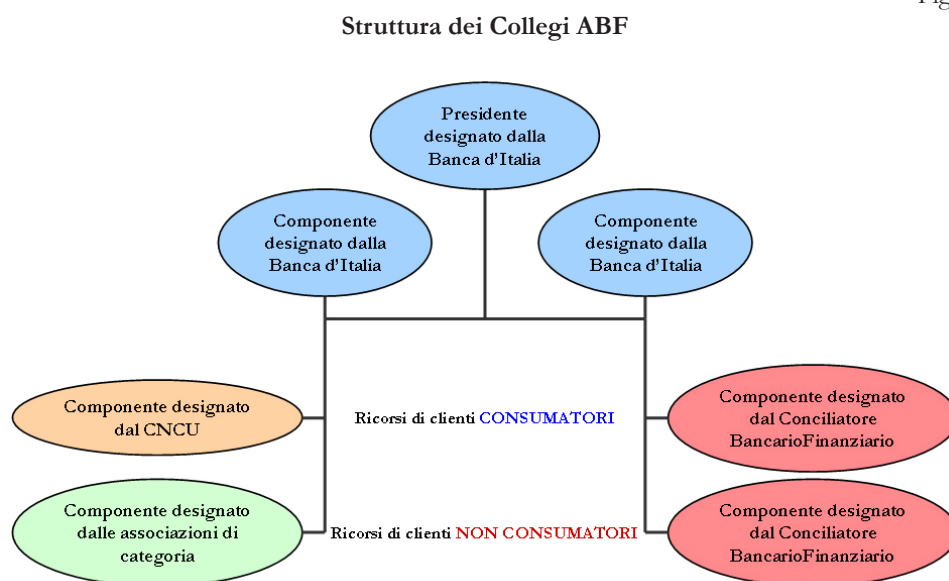 Fig
Struttura dei Collegi ABF
Presidente
designato dalla
Banca d'Italia
Componente
designato dalla
Banca d'Italia
Componente
designato dalla
Banca d'Italia
Componente designato
dal CNCU
Ricorsi di clienti CONSUMATORI
Componente designato
dal Conciliatore
BancarioFinanziario
Componente designato
dalle associazioni di
categoria
Ricorsi di clienti NON CONSUMATORI
Componente designato
dal Conciliatore
BancarioFinanziario